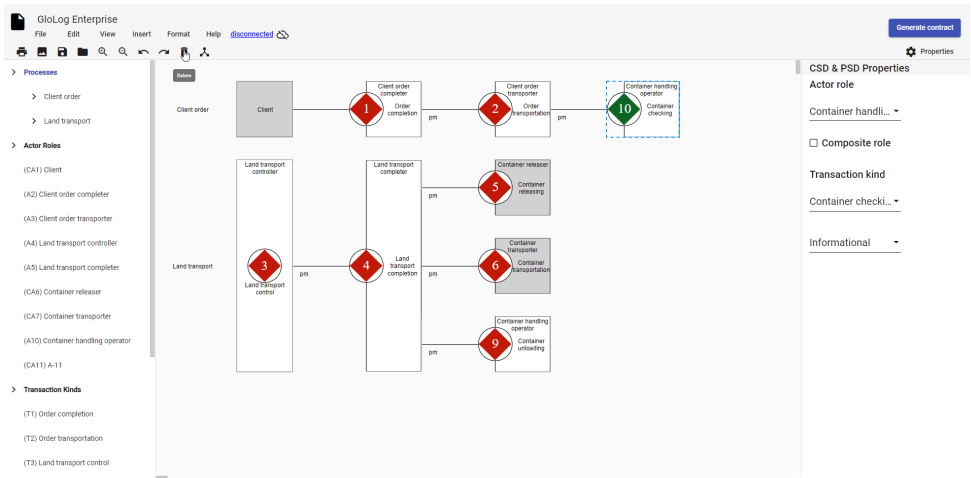 GloLog Enterprise
File Edit View Insert Format Help disconnected
Generate contract
Properties
Delete
Processes
Client order
Land transport
Actor Roles
(CA1) Client
(A2) Client order completer
(A3) Client order transporter
(A4) Land transport controller
(A5) Land transport completer
(CA6) Container releaser
(CA7) Container transporter
(A10) Container handling operator
(CA11) A-11
Transaction Kinds
(T1) Order completion
(T2) Order transportation
(T3) Land transport control
Client order
Client
Client order
completer
1
Order
completion
pm
Client order
transporter
2
Order
transportation
pm
Container handling
operator
10
Container
checking
Land transport
Land transport
controller
3
Land transport
control
pm
Land transport
completer
4
Land
transport
completion
pm
Container releaser
5
Container
releasing
pm
Container
transporter
6
Container
transportation
pm
Container handling
operator
9
Container
unloading
CSD & PSD Properties
Actor role
Container handli...
Composite role
Transaction kind
Container checki...
Informational